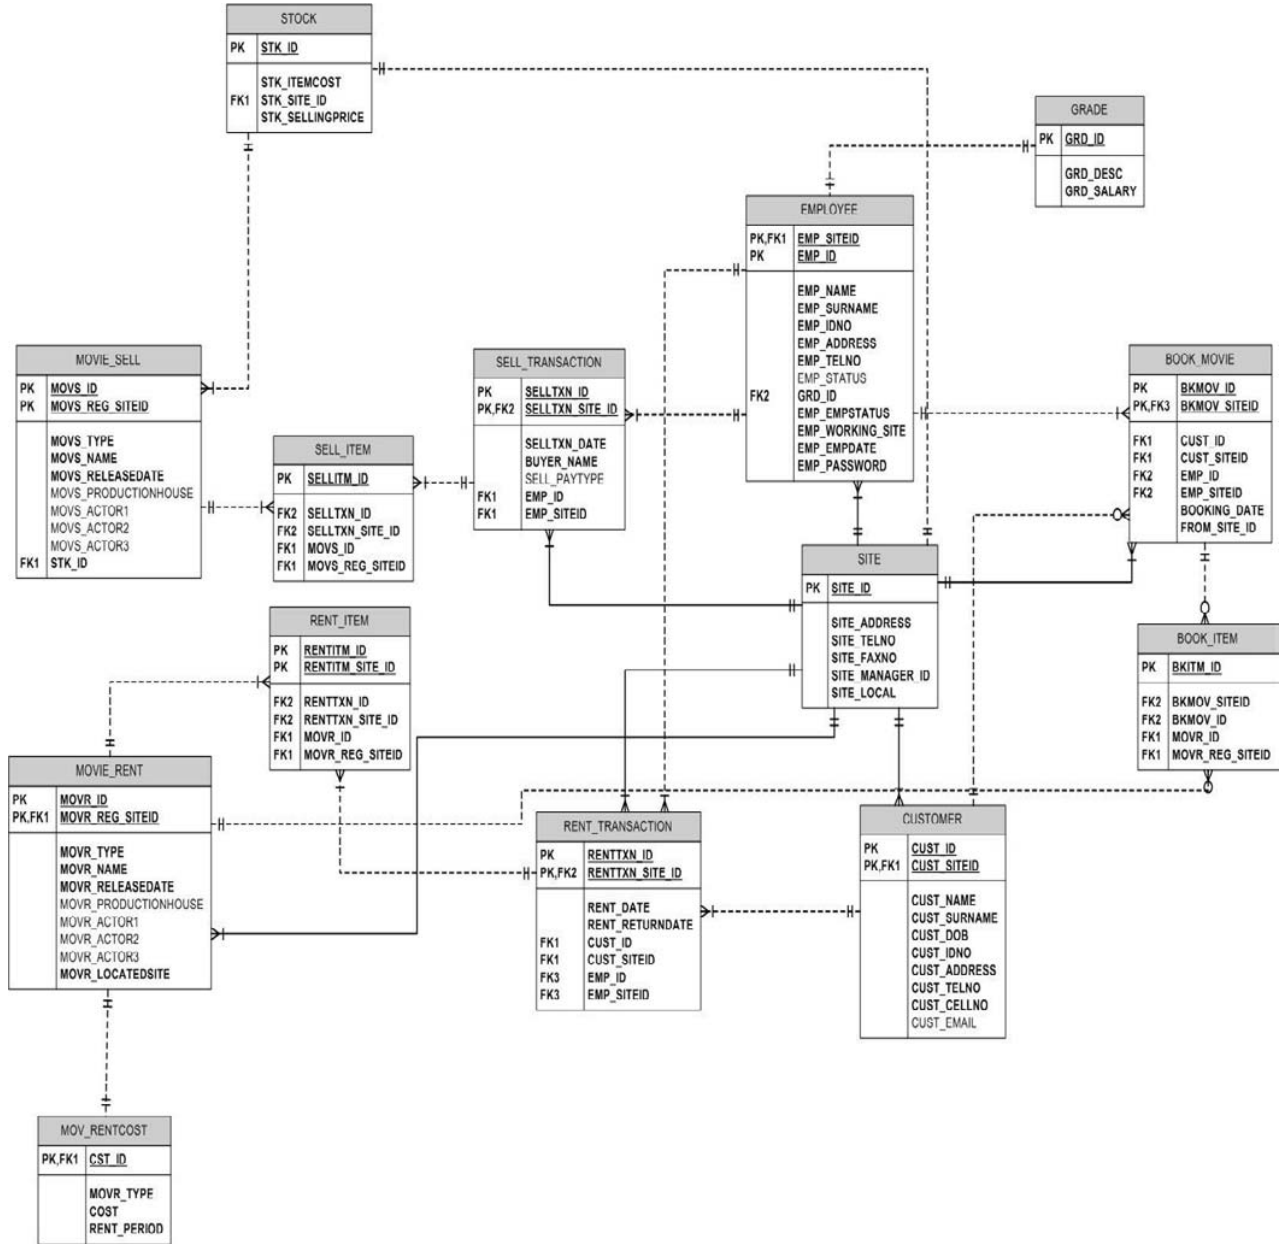 STOCK
PK STK_ID
STK_ITEMCOST
FK1 STK_SITE_ID
STK_SELLINGPRICE
GRADE
PK GRD_ID
GRD_DESC
GRD_SALARY
EMPLOYEE
PK,FK1 EMP_SITEID
PK EMP_ID
EMP_NAME
EMP_SURNAME
EMP_IDNO
EMP_ADDRESS
EMP_TELNO
EMP_STATUS
FK2 GRD_ID
EMP_EMPSTATUS
EMP_WORKING_SITE
EMP_EMPDATE
EMP_PASSWORD
MOVIE_SELL
PK MOVS_ID
PK MOVS_REG_SITEID
MOVS_TYPE
MOVS_NAME
MOVS_RELEASEDATE
MOVS_PRODUCTIONHOUSE
MOVS_ACTOR1
MOVS_ACTOR2
MOVS_ACTOR3
FK1 STK_ID
SELL_TRANSACTION
PK SELLTXN_ID
PK,FK2 SELLTXN_SITE_ID
SELLTXN_DATE
BUYER_NAME
SELL_PAYTYPE
FK1 EMP_ID
FK1 EMP_SITEID
BOOK_MOVIE
PK BKMOV_ID
PK,FK3 BKMOV_SITEID
FK1 CUST_ID
FK1 CUST_SITEID
FK2 EMP_ID
FK2 EMP_SITEID
BOOKING_DATE
FROM_SITE_ID
SELL_ITEM
PK SELLITM_ID
FK2 SELLTXN_ID
FK2 SELLTXN_SITE_ID
FK1 MOVS_ID
FK1 MOVS_REG_SITEID
SITE
PK SITE_ID
SITE_ADDRESS
SITE_TELNO
SITE_FAXNO
SITE_MANAGER_ID
SITE_LOCAL
RENT_ITEM
PK RENTITM_ID
PK RENTITM_SITE_ID
FK2 RENTTXN_ID
FK2 RENTTXN_SITE_ID
FK1 MOVR_ID
FK1 MOVR_REG_SITEID
BOOK_ITEM
PK BKITM_ID
FK2 BKMOV_SITEID
FK2 BKMOV_ID
FK1 MOVR_ID
FK1 MOVR_REG_SITEID
MOVIE_RENT
PK MOVR_ID
PK,FK1 MOVR_REG_SITEID
MOVR_TYPE
MOVR_NAME
MOVR_RELEASEDATE
MOVR_PRODUCTIONHOUSE
MOVR_ACTOR1
MOVR_ACTOR2
MOVR_ACTOR3
MOVR_LOCATEDSITE
RENT_TRANSACTION
PK RENTTXN_ID
PK,FK2 RENTTXN_SITE_ID
RENT_DATE
RENT_RETURNDATE
FK1 CUST_ID
FK1 CUST_SITEID
FK3 EMP_ID
FK3 EMP_SITEID
CUSTOMER
PK CUST_ID
PK,FK1 CUST_SITEID
CUST_NAME
CUST_SURNAME
CUST_DOB
CUST_IDNO
CUST_ADDRESS
CUST_TELNO
CUST_CELLNO
CUST_EMAIL
MOV_RENTCOST
PK,FK1 CST_ID
MOVR_TYPE
COST
RENT_PERIOD